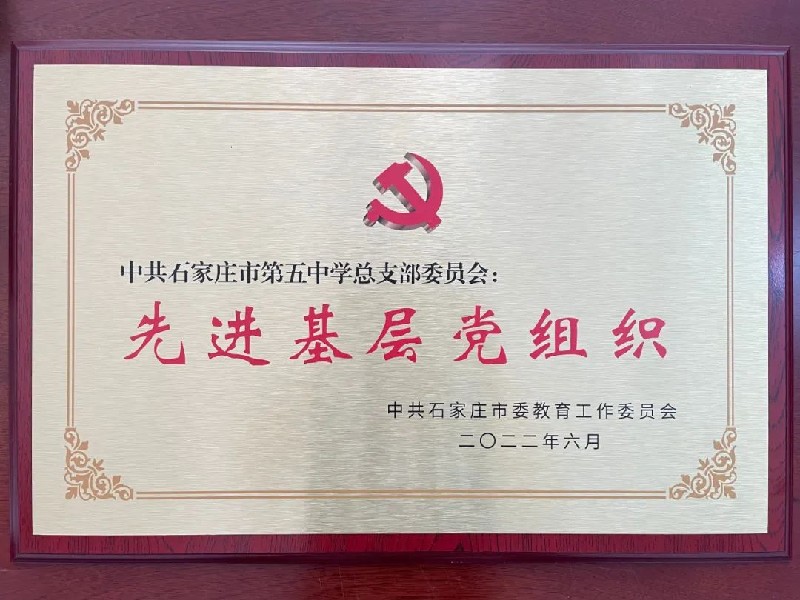 中共石家庄市第五中学总支部委员会：
先进基层党组织
中共石家庄市委教育工作委员会
二〇二二年六月